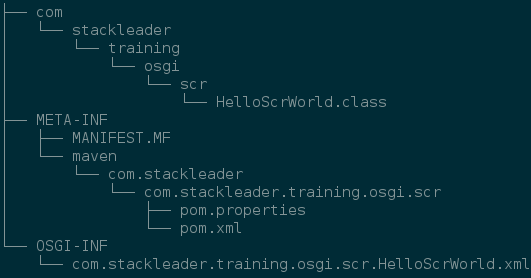 com
stackleader
training
osgi
scr
HelloScrWorld.class
META-INF
MANIFEST.MF
maven
com.stackleader
com.stackleader.training.osgi.scr
pom.properties
pom.xml
OSGI-INF
com.stackleader.training.osgi.scr.HelloScrWorld.xml